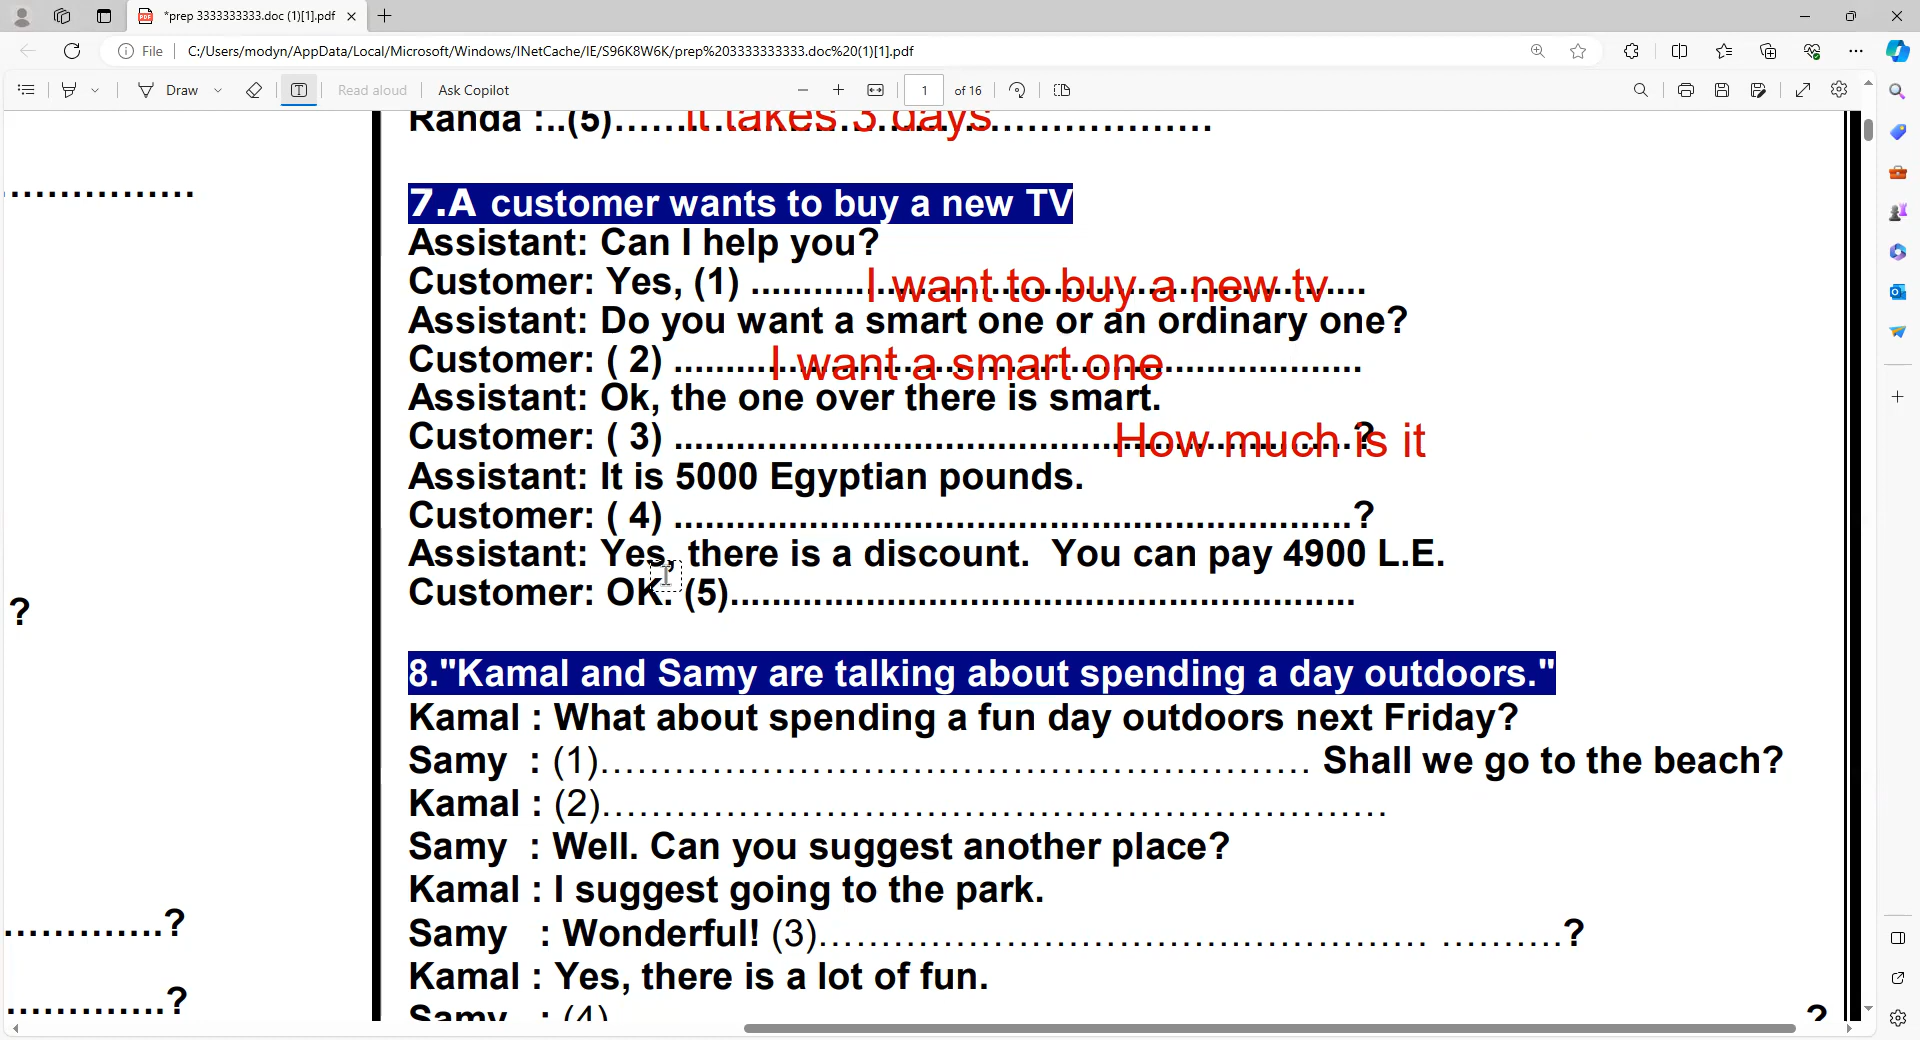 *prep 3333333333.doc (1)[1].pdf
File
C:/Users/modyn/AppData/Local/Microsoft/Windows/INetCache/IE/S96K8W6K/prep%203333333333.doc%20(1)[1].pdf
Draw
Read aloud
Ask Copilot
1 of 16
Randa :..(5)......It takes 3 days..................
7.A customer wants to buy a new TV
Assistant: Can I help you?
Customer: Yes, (1) ..........I want to buy a new tv....
Assistant: Do you want a smart one or an ordinary one?
Customer: ( 2) .........I want a smart one...................
Assistant: Ok, the one over there is smart.
Customer: ( 3) ..........................................How much is it ?
Assistant: It is 5000 Egyptian pounds.
Customer: ( 4) .................................................................?
Assistant: Yes, there is a discount.  You can pay 4900 L.E.
Customer: OK. (5)............................................................
8."Kamal and Samy are talking about spending a day outdoors."
Kamal : What about spending a fun day outdoors next Friday?
Samy : (1)......................................................... Shall we go to the beach?
Kamal : (2)...............................................................
Samy : Well. Can you suggest another place?
Kamal : I suggest going to the park.
Samy : Wonderful! (3)................................................. ..........?
Kamal : Yes, there is a lot of fun.
Samy : (4) ?
.................
?
..............?
..............?